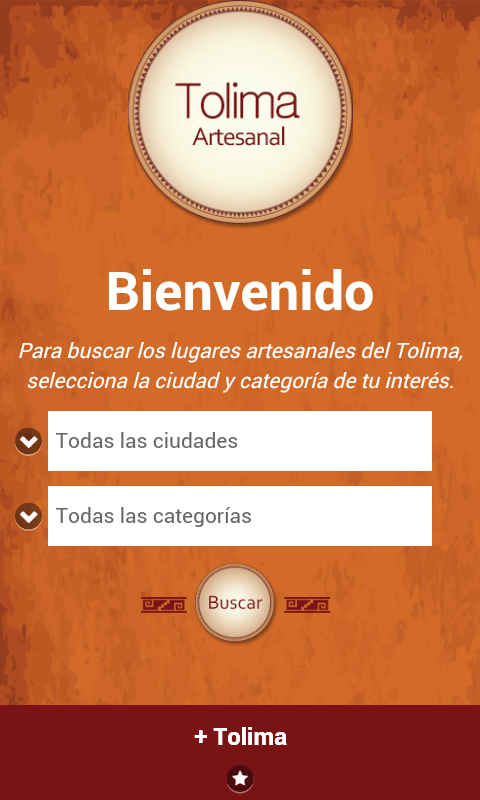 Tolima
Artesanal
Bienvenido
Para buscar los lugares artesanales del Tolima,
selecciona la ciudad y categoría de tu interés.
Todas las ciudades
Todas las categorías
Buscar
+ Tolima